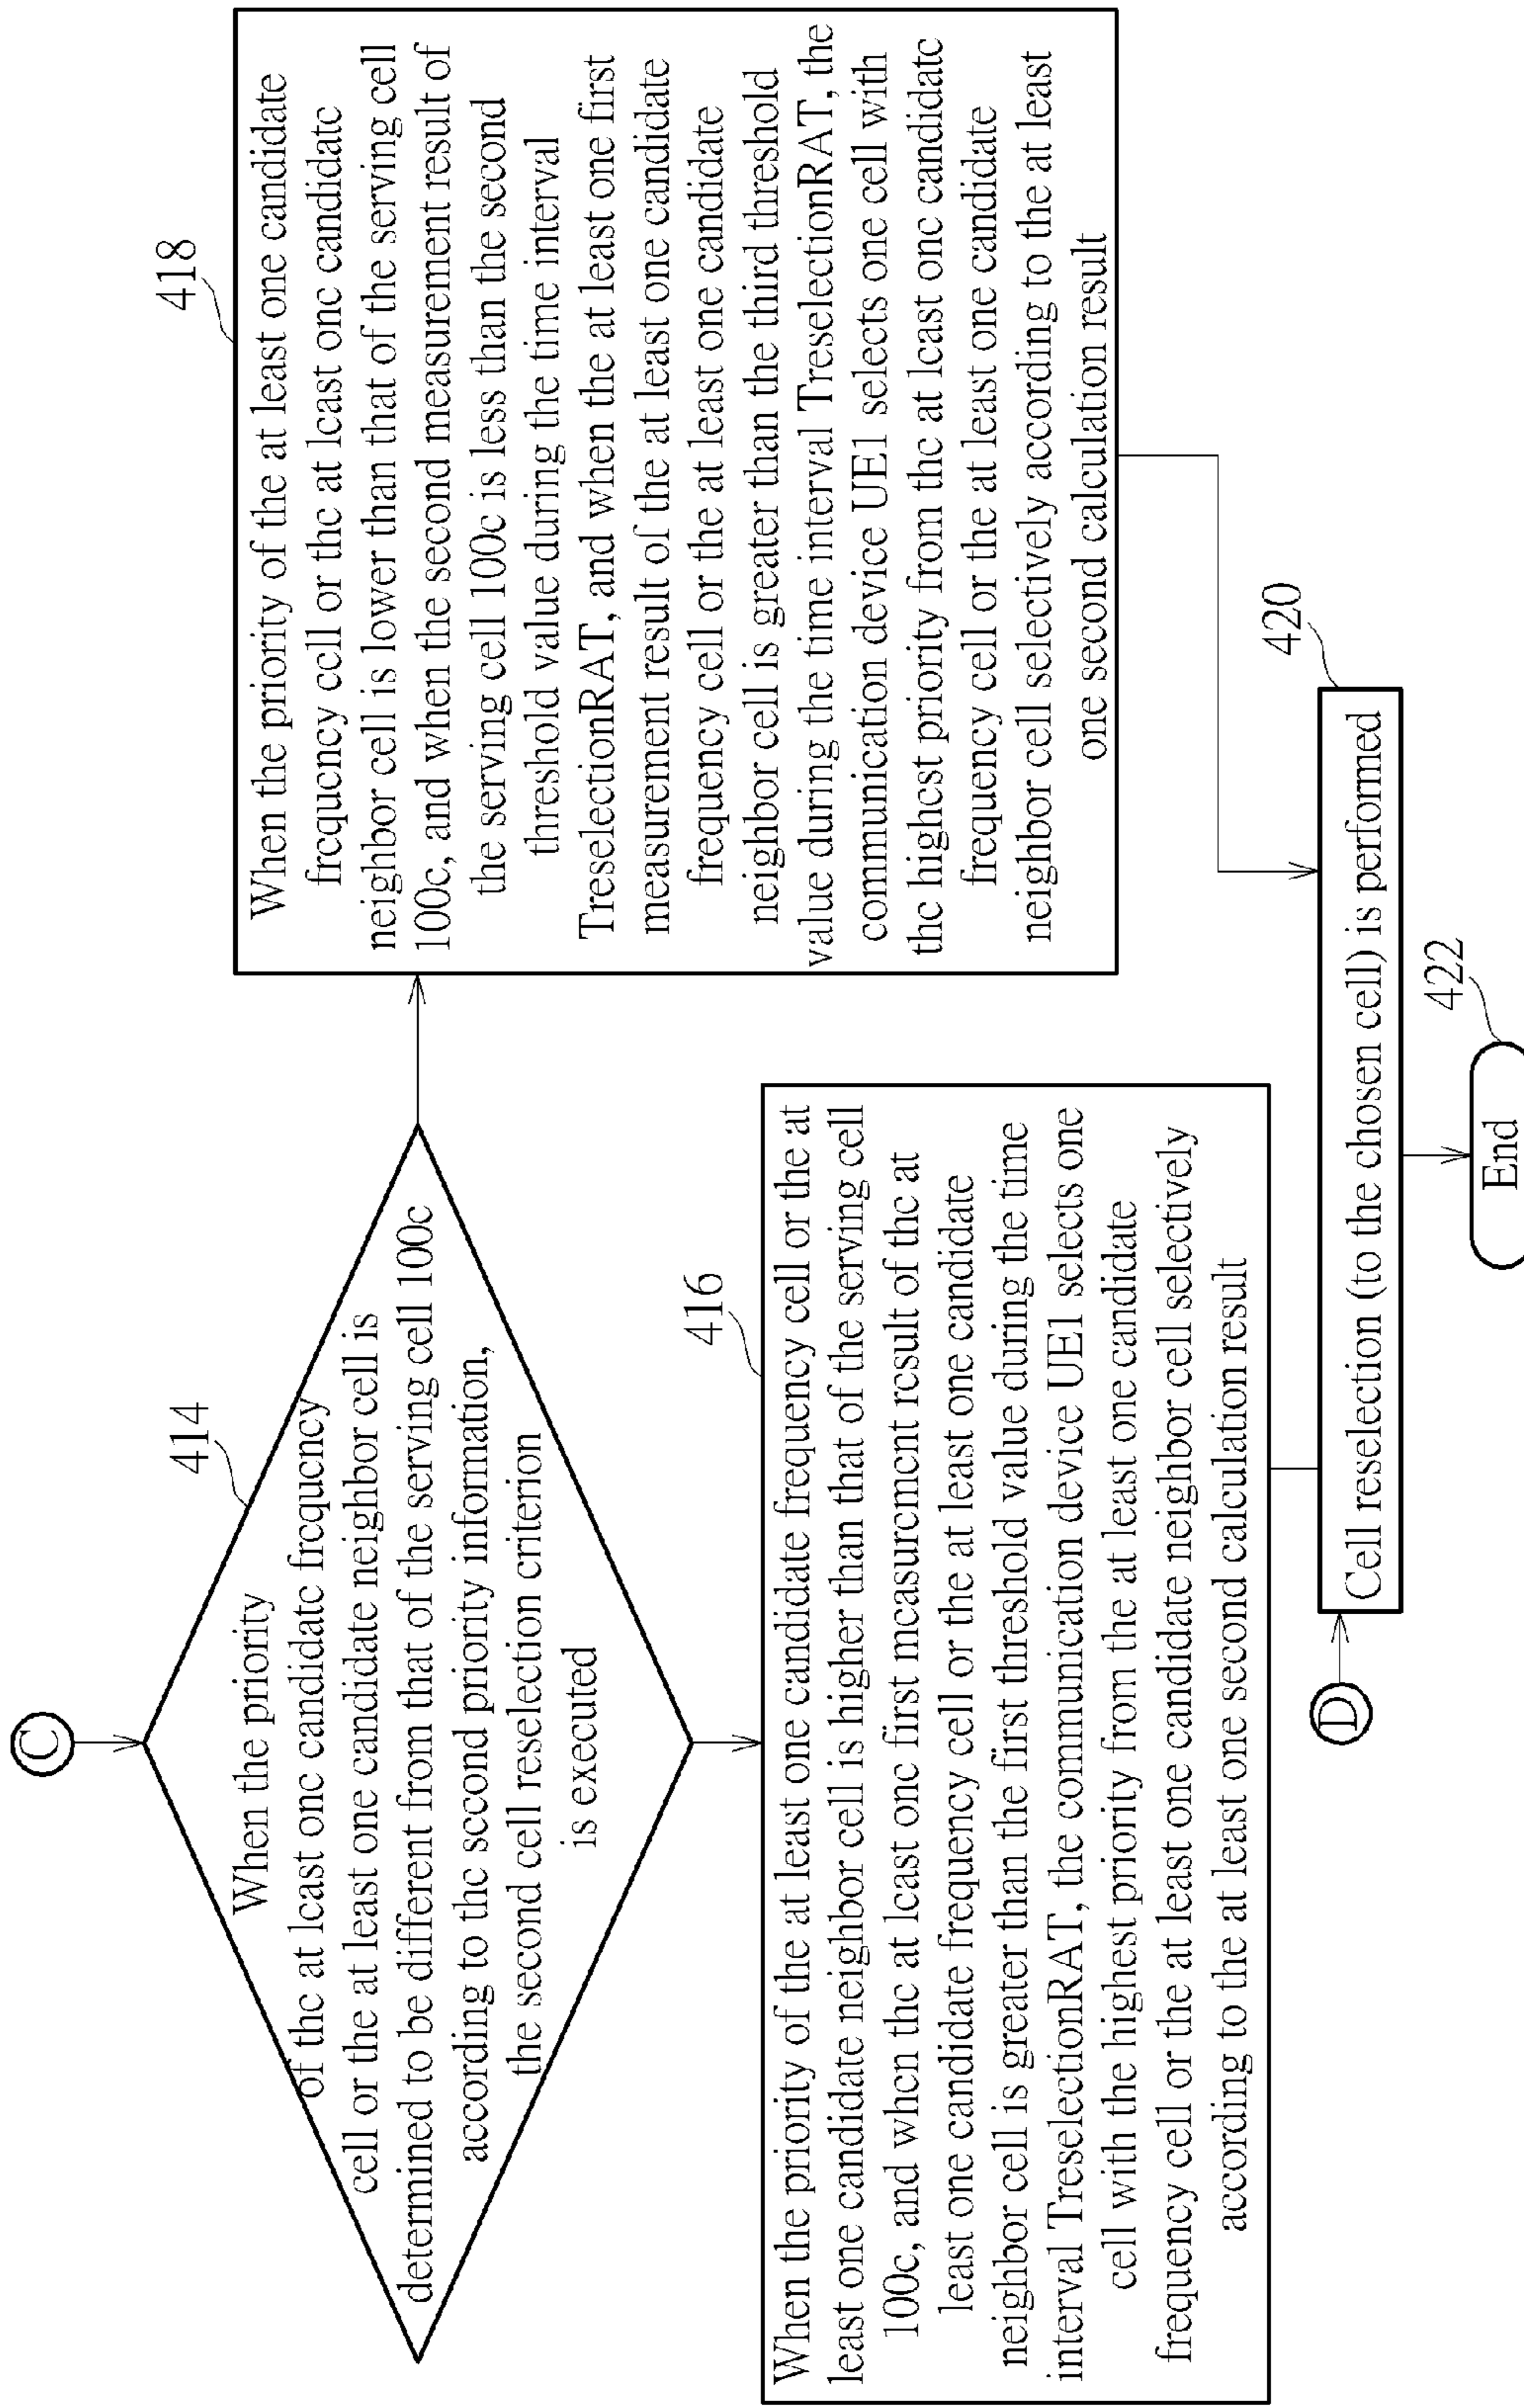 C
414
When the priority
of the at least one candidate frequency
cell or the at least one candidate neighbor cell is
determined to be different from that of the serving cell 100c
according to the second priority information,
the second cell reselection criterion
is executed
416
When the priority of the at least one candidate frequency cell or the at
least one candidate neighbor cell is higher than that of the serving cell
100c, and when the at least one first measurement result of the at
least one candidate frequency cell or the at least one candidate
neighbor cell is greater than the first threshold value during the time
interval TreselectionRAT, the communication device UE1 selects one
cell with the highest priority from the at least one candidate
frequency cell or the at least one candidate neighbor cell selectively
according to the at least one second calculation result
418
When the priority of the at least one candidate
frequency cell or the at least one candidate
neighbor cell is lower than that of the serving cell
100c, and when the second measurement result of
the serving cell 100c is less than the second
threshold value during the time interval
TreselectionRAT, and when the at least one first
measurement result of the at least one candidate
frequency cell or the at least one candidate
neighbor cell is greater than the third threshold
value during the time interval TreselectionRAT, the
communication device UE1 selects one cell with
the highest priority from the at least one candidate
frequency cell or the at least one candidate
neighbor cell selectively according to the at least
one second calculation result
D
420
Cell reselection (to the chosen cell) is performed
422
End